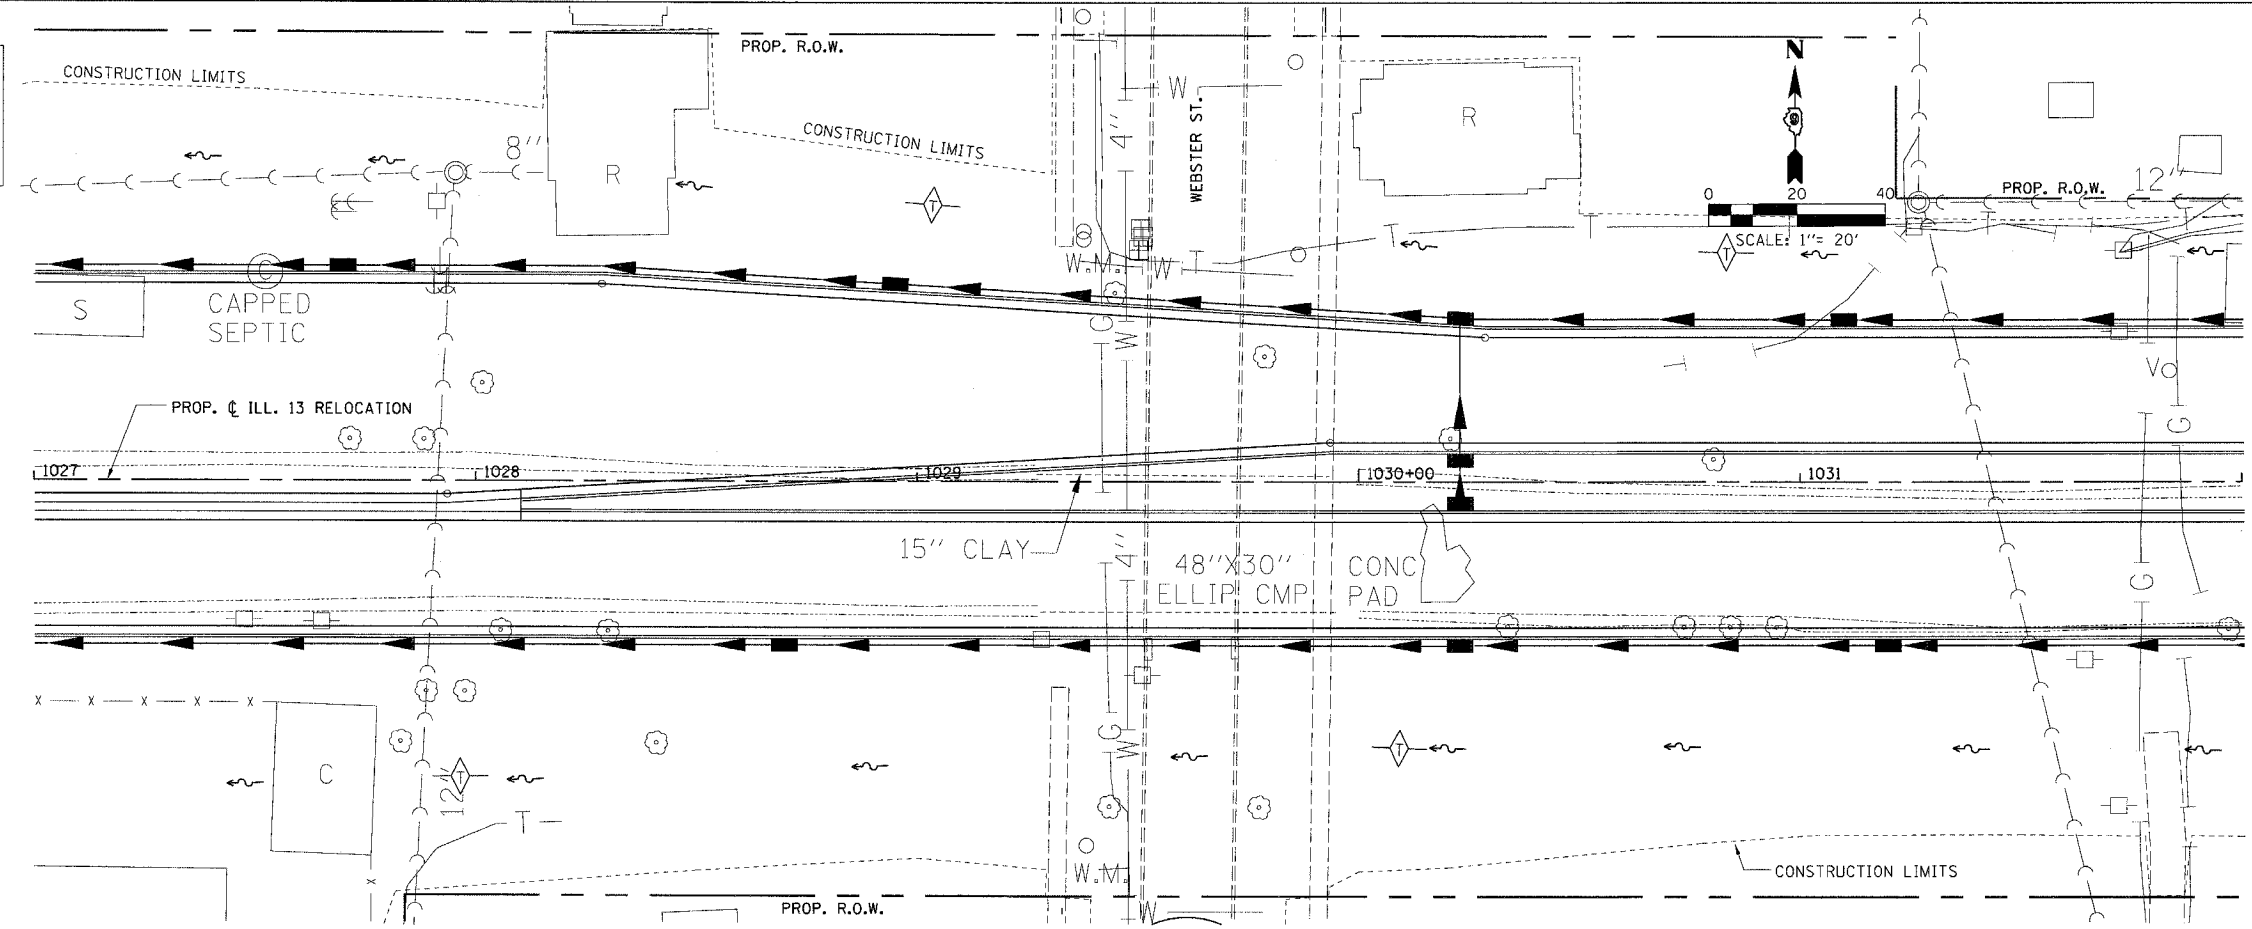 PROP. R.O.W.
CONSTRUCTION LIMITS
CONSTRUCTION LIMITS
8"
R
4"
W
WEBSTER ST.
R
N
0 20 40
SCALE: 1"= 20'
PROP. R.O.W.
12"
T
T
T
T
T
W.M.
W
T
T
C
CAPPED
SEPTIC
S
G
W
V
G
PROP. ℄ ILL. 13 RELOCATION
1027
1028
1029
1030+00
1031
15" CLAY
4"
48"X30"
ELLIP CMP
CONC
PAD
G
G
W
C
T
12"
T
T
W.M.
W
CONSTRUCTION LIMITS
PROP. R.O.W.